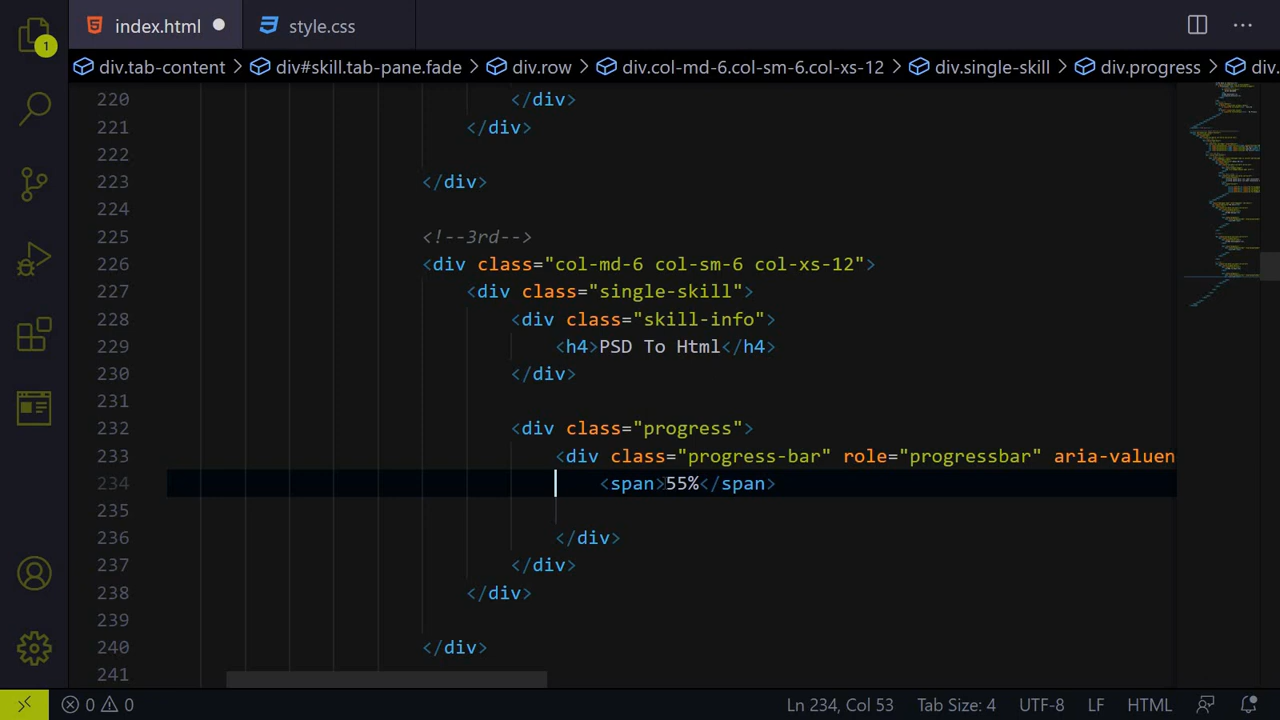 index.html
style.css
1
div.tab-content > div#skill.tab-pane.fade > div.row > div.col-md-6.col-sm-6.col-xs-12 > div.single-skill > div.progress > div.
220 </div>
221 </div>
222
223 </div>
224
225 <!--3rd-->
226 <div class="col-md-6 col-sm-6 col-xs-12">
227 <div class="single-skill">
228 <div class="skill-info">
229 <h4>PSD To Html</h4>
230 </div>
231
232 <div class="progress">
233 <div class="progress-bar" role="progressbar" aria-valuen
234 <span>55%</span>
235
236 </div>
237 </div>
238 </div>
239
240 </div>
241
0 0 Ln 234, Col 53 Tab Size: 4 UTF-8 LF HTML